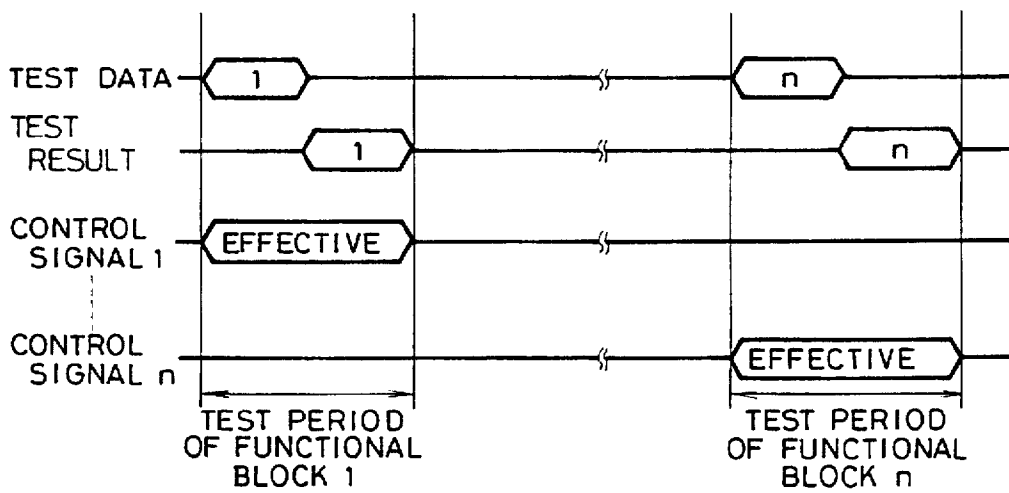 TEST DATA
1
n
TEST
RESULT
1
n
CONTROL
SIGNAL 1
EFFECTIVE
CONTROL
SIGNAL n
EFFECTIVE
TEST PERIOD
OF FUNCTIONAL
BLOCK 1
TEST PERIOD
OF FUNCTIONAL
BLOCK n